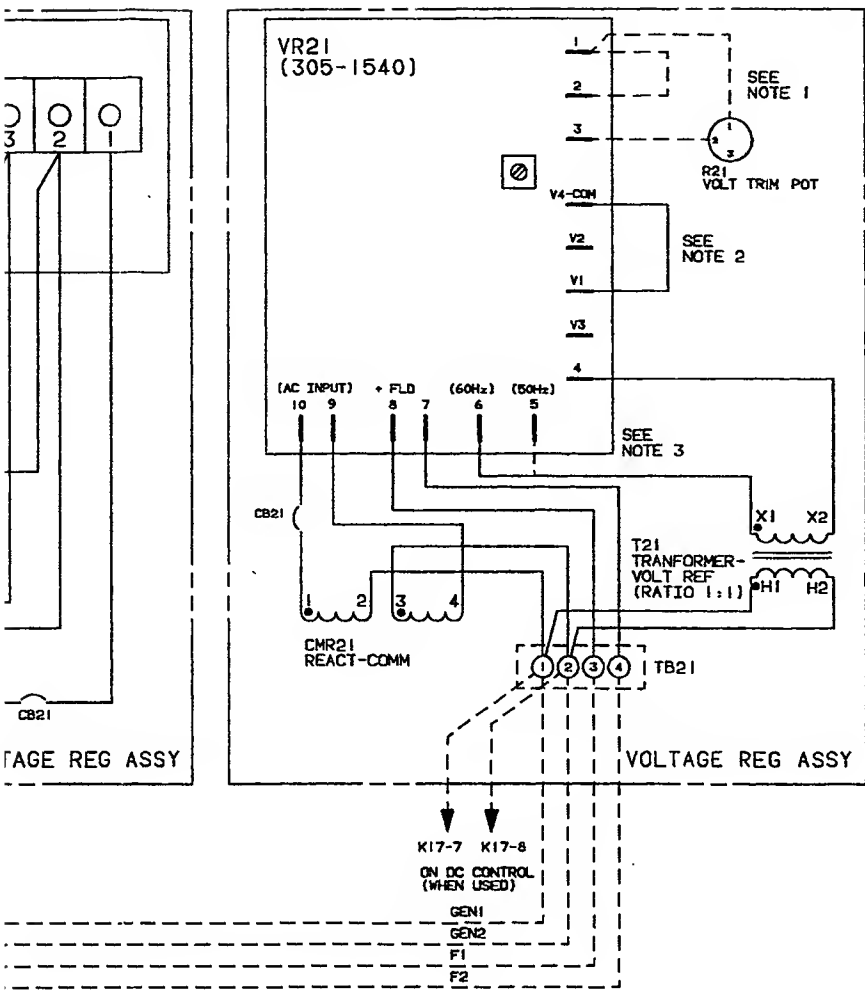 VR21
(305-1540)
1
2
3
V4-COM
V2
V1
V3
4
SEE
NOTE 1
1
2
3
R21
VOLT TRIM POT
SEE
NOTE 2
(AC INPUT)
+ FLD
(60Hz)
(50Hz)
10
9
8
7
6
5
SEE
NOTE 3
3
2
1
CB21
X1
X2
T21
TRANFORMER-
VOLT REF
(RATIO 1:1)
H1
H2
1
2
3
4
CMR21
REACT-COMM
1
2
3
4
TB21
CB21
TAGE REG ASSY
VOLTAGE REG ASSY
K17-7
K17-8
ON DC CONTROL
(WHEN USED)
GEN1
GEN2
F1
F2